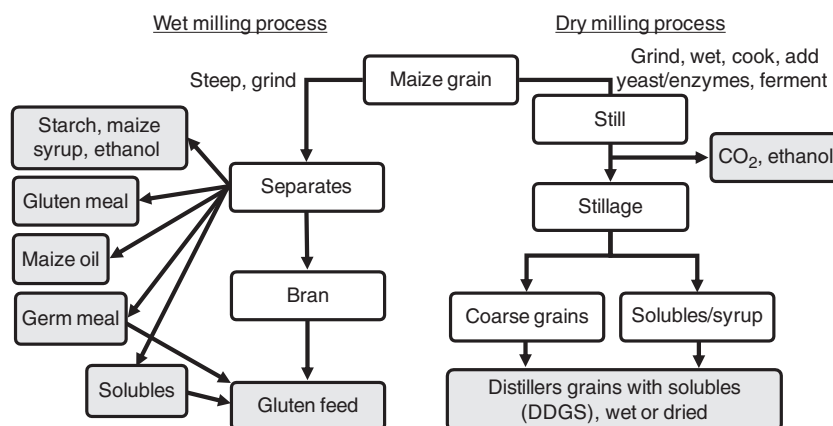 Wet milling process
Dry milling process
Steep, grind
Maize grain
Grind, wet, cook, add
yeast/enzymes, ferment
Starch, maize
syrup, ethanol
Still
CO2, ethanol
Gluten meal
Separates
Stillage
Maize oil
Germ meal
Bran
Coarse grains
Solubles/syrup
Solubles
Gluten feed
Distillers grains with solubles
(DDGS), wet or dried